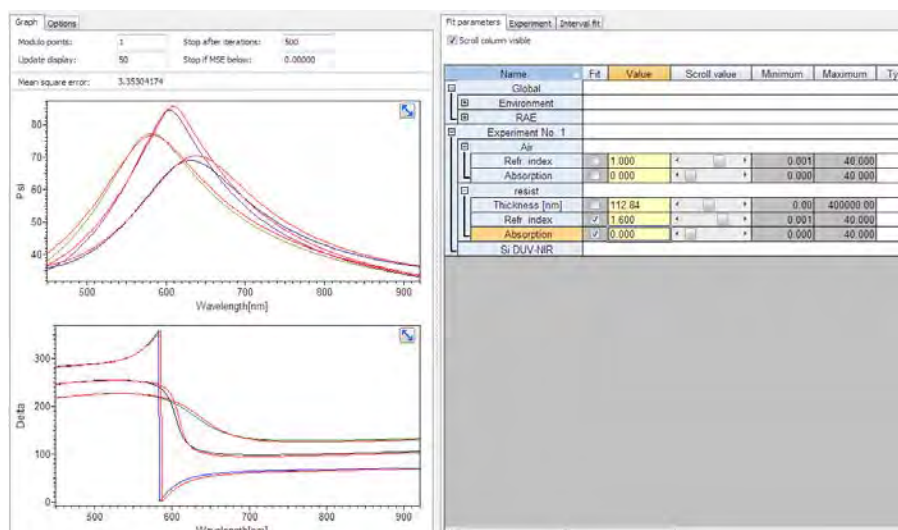 Graph Options
Modulo points: 1 Stop after iterations: 500
Update display: 50 Stop if MSE below: 0.00000
Mean square error: 3.35304174
80
70
60
50
40
Psi
500 600 700 800 900
Wavelength[nm]
300
200
100
0
Delta
500 600 700 800 900
Wavelength[nm]
Fit parameters Experiment Interval fit
Scroll column visible
Name Fit Value Scroll value Minimum Maximum Ty
Global
Environment
RAE
Experiment No. 1
Air
Refr. index 1.000 0.001 40.000
Absorption 0.000 0.000 40.000
resist
Thickness [nm] 112.84 0.00 400000.00
Refr. index 1.600 0.001 40.000
Absorption 0.000 0.000 40.000
Si DUV-NIR